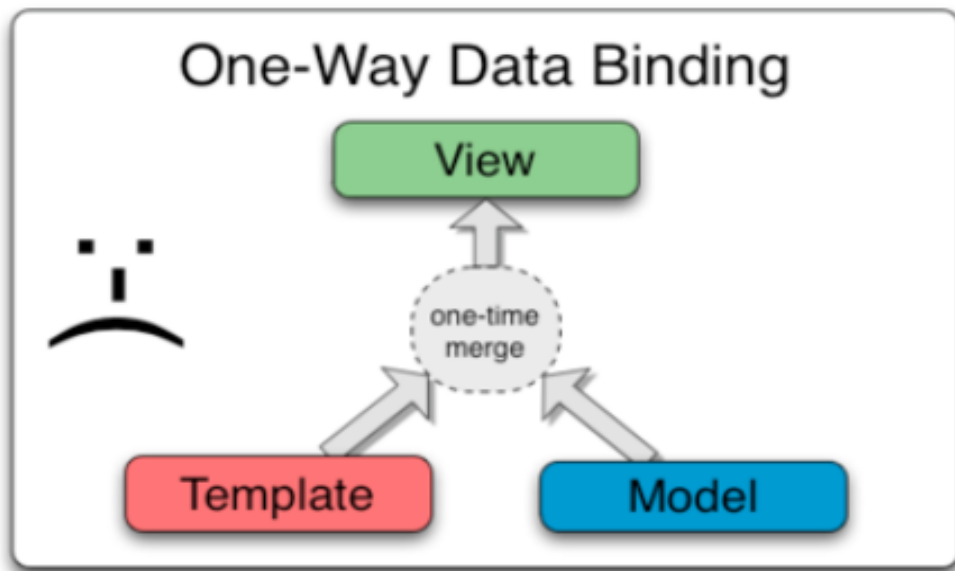 One-Way Data Binding
View
one-time
merge
Template
Model